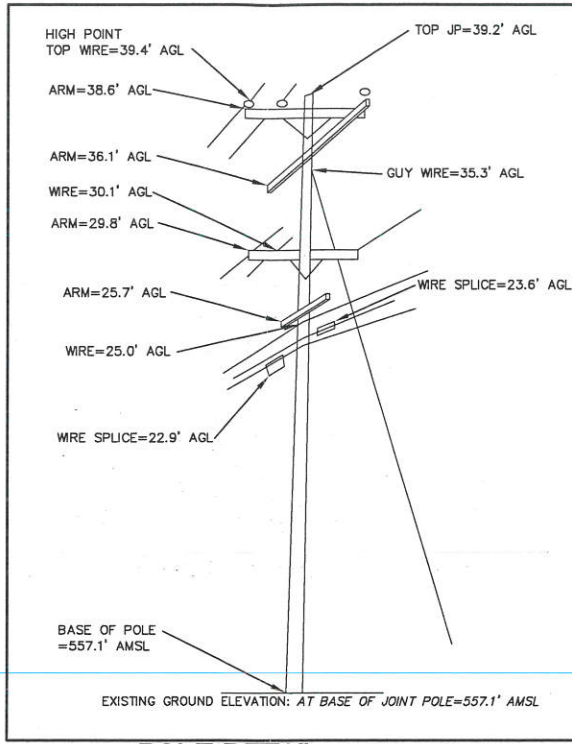 HIGH POINT
TOP WIRE=39.4' AGL
TOP JP=39.2' AGL
ARM=38.6' AGL
ARM=36.1' AGL
GUY WIRE=35.3' AGL
WIRE=30.1' AGL
ARM=29.8' AGL
ARM=25.7' AGL
WIRE SPLICE=23.6' AGL
WIRE=25.0' AGL
WIRE SPLICE=22.9' AGL
BASE OF POLE
=557.1' AMSL
EXISTING GROUND ELEVATION: AT BASE OF JOINT POLE=557.1' AMSL